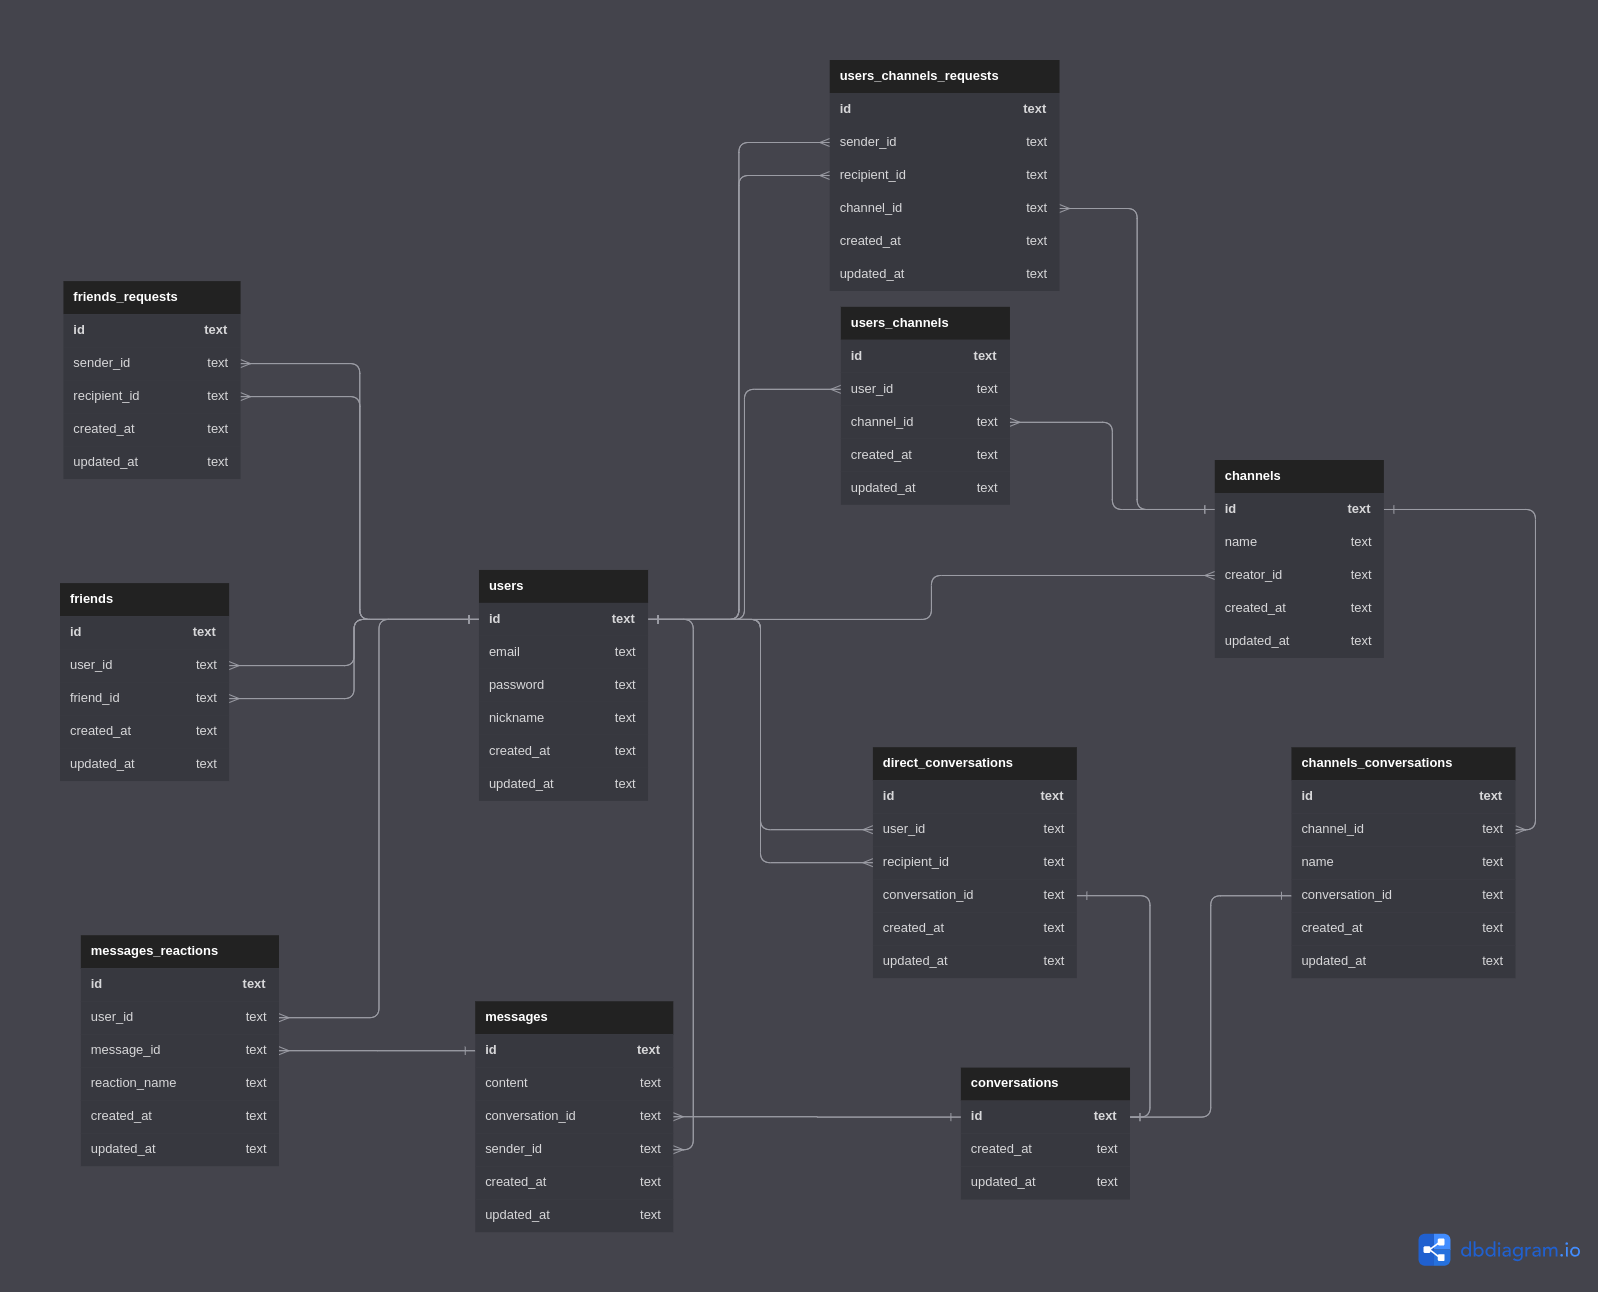 users_channels_requests
id text
sender_id text
recipient_id text
channel_id text
created_at text
updated_at text
friends_requests
id text
sender_id text
recipient_id text
created_at text
updated_at text
users_channels
id text
user_id text
channel_id text
created_at text
updated_at text
channels
id text
name text
creator_id text
created_at text
updated_at text
friends
id text
user_id text
friend_id text
created_at text
updated_at text
users
id text
email text
password text
nickname text
created_at text
updated_at text
direct_conversations
id text
user_id text
recipient_id text
conversation_id text
created_at text
updated_at text
channels_conversations
id text
channel_id text
name text
conversation_id text
created_at text
updated_at text
messages_reactions
id text
user_id text
message_id text
reaction_name text
created_at text
updated_at text
messages
id text
content text
conversation_id text
sender_id text
created_at text
updated_at text
conversations
id text
created_at text
updated_at text
dbdiagram.io